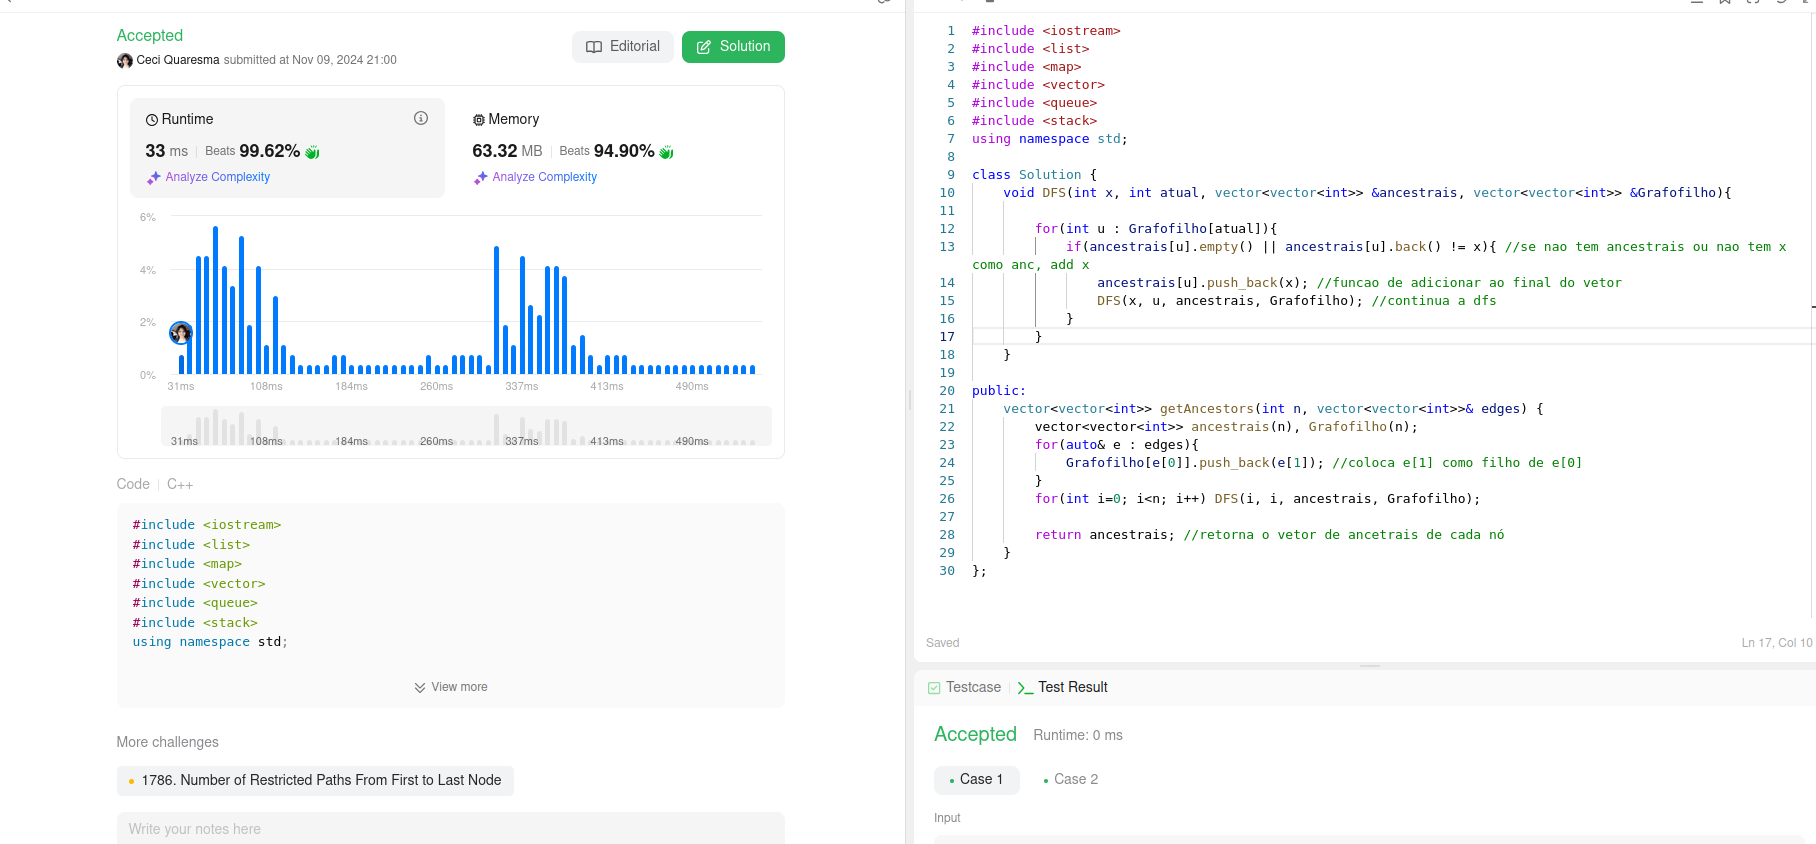 Accepted
Ceci Quaresma submitted at Nov 09, 2024 21:00
Editorial
Solution
Runtime
33 ms | Beats 99.62%
Analyze Complexity
Memory
63.32 MB | Beats 94.90%
Analyze Complexity
6%
4%
2%
0%
31ms 108ms 184ms 260ms 337ms 413ms 490ms
31ms 108ms 184ms 260ms 337ms 413ms 490ms
Code | C++
#include <iostream>
#include <list>
#include <map>
#include <vector>
#include <queue>
#include <stack>
using namespace std;
View more
More challenges
1786. Number of Restricted Paths From First to Last Node
Write your notes here
1 #include <iostream>
2 #include <list>
3 #include <map>
4 #include <vector>
5 #include <queue>
6 #include <stack>
7 using namespace std;
8
9 class Solution {
10 void DFS(int x, int atual, vector<vector<int>> &ancestrais, vector<vector<int>> &Grafofilho){
11
12 for(int u : Grafofilho[atual]){
13 if(ancestrais[u].empty() || ancestrais[u].back() != x){ //se nao tem ancestrais ou nao tem x
como anc, add x
14 ancestrais[u].push_back(x); //funcao de adicionar ao final do vetor
15 DFS(x, u, ancestrais, Grafofilho); //continua a dfs
16 }
17 }
18 }
19
20 public:
21 vector<vector<int>> getAncestors(int n, vector<vector<int>>& edges) {
22 vector<vector<int>> ancestrais(n), Grafofilho(n);
23 for(auto& e : edges){
24 Grafofilho[e[0]].push_back(e[1]); //coloca e[1] como filho de e[0]
25 }
26 for(int i=0; i<n; i++) DFS(i, i, ancestrais, Grafofilho);
27
28 return ancestrais; //retorna o vetor de ancetrais de cada nó
29 }
30 };
Saved
Ln 17, Col 10
Testcase | Test Result
Accepted Runtime: 0 ms
Case 1
Case 2
Input